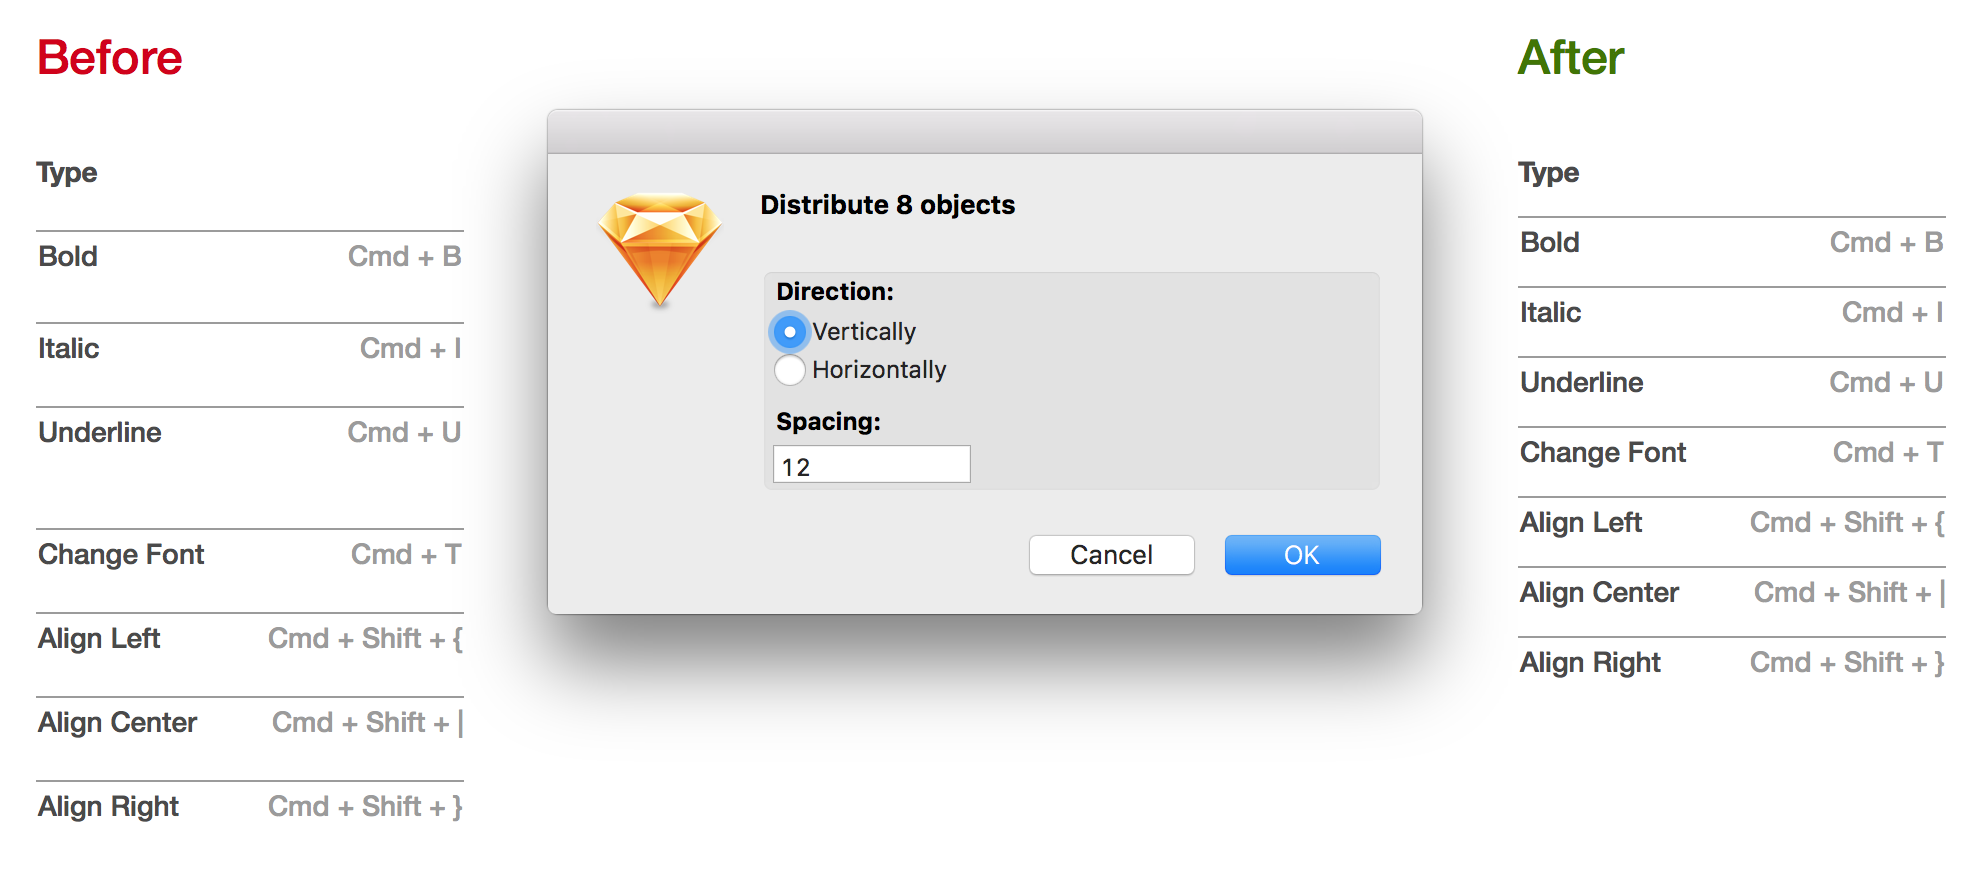 Before
Type
Bold Cmd + B
Italic Cmd + I
Underline Cmd + U
Change Font Cmd + T
Align Left Cmd + Shift + {
Align Center Cmd + Shift + |
Align Right Cmd + Shift + }
Distribute 8 objects
Direction:
Vertically
Horizontally
Spacing:
12
Cancel OK
After
Type
Bold Cmd + B
Italic Cmd + I
Underline Cmd + U
Change Font Cmd + T
Align Left Cmd + Shift + {
Align Center Cmd + Shift + |
Align Right Cmd + Shift + }